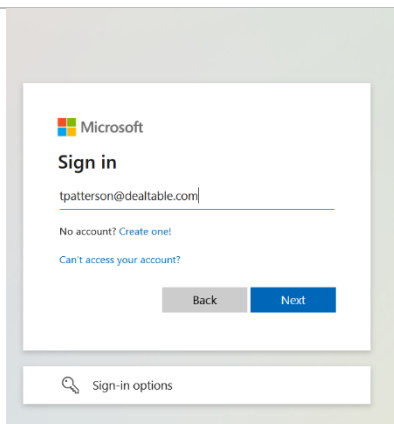 Microsoft
Sign in
tpatterson@dealtable.com
No account? Create one!
Can't access your account?
Back Next
Sign-in options